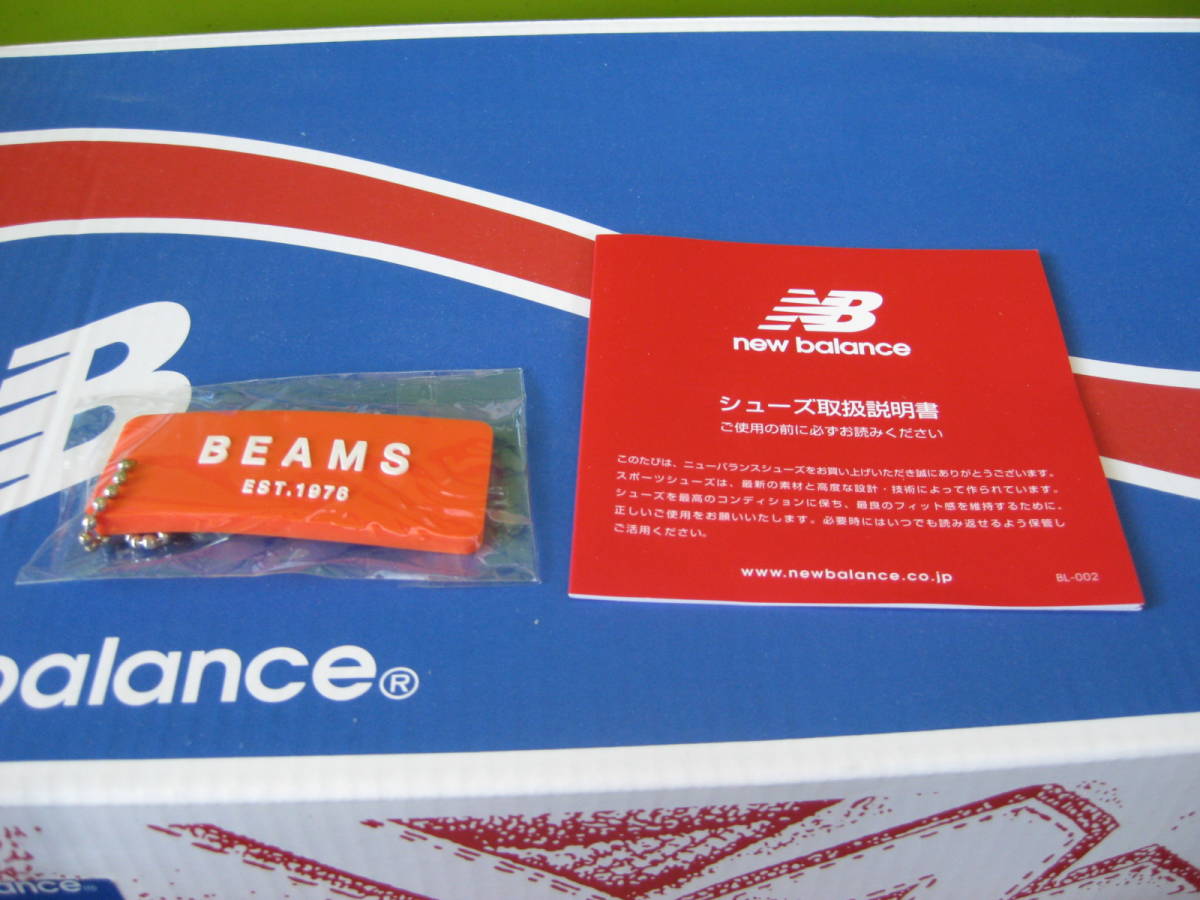 NB
BEAMS
EST.1976
balance®
NB
new balance
シューズ取扱説明書
ご使用の前に必ずお読みください
このたびは、ニューバランスシューズをお買い上げいただき誠にありがとうございます。
スポーツシューズは、最新の素材と高度な設計・技術によって作られています。
シューズを最高のコンディションに保ち、最良のフィット感を維持するために、
正しいご使用をお願いいたします。必要時にはいつでも読み返せるよう保管し
ご活用ください。
www.newbalance.co.jp
BL-002
lance